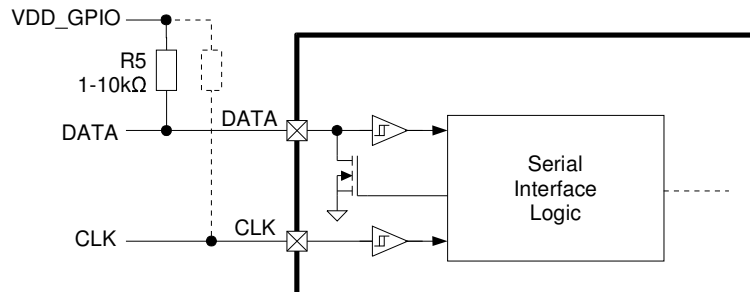 VDD_GPIO
R5
1-10kΩ
DATA
DATA
Serial
Interface
Logic
CLK
CLK